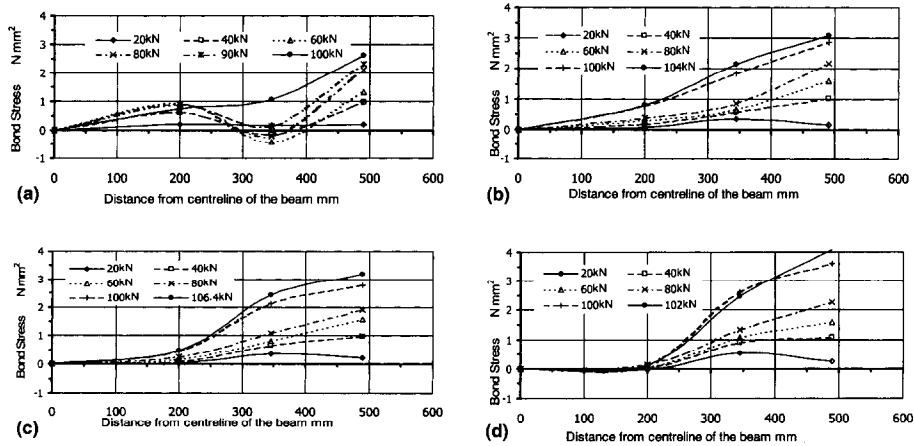 (a)
N mm²
Bond Stress
4
3
2
1
0
-1
20kN 40kN 60kN
80kN 90kN 100kN
0 100 200 300 400 500 600
Distance from centreline of the beam mm
(b)
N mm²
Bond Stress
4
3
2
1
0
-1
20kN 40kN
60kN 80kN
100kN 104kN
0 100 200 300 400 500 600
Distance from centreline of the beam mm
(c)
N mm²
Bond Stress
4
3
2
1
0
-1
20kN 40kN
60kN 80kN
100kN 106.4kN
0 100 200 300 400 500 600
Distance from centreline of the beam mm
(d)
N mm²
Bond Stress
4
3
2
1
0
-1
20kN 40kN
60kN 80kN
100kN 102kN
0 100 200 300 400 500 600
Distance from centreline of the beam mm